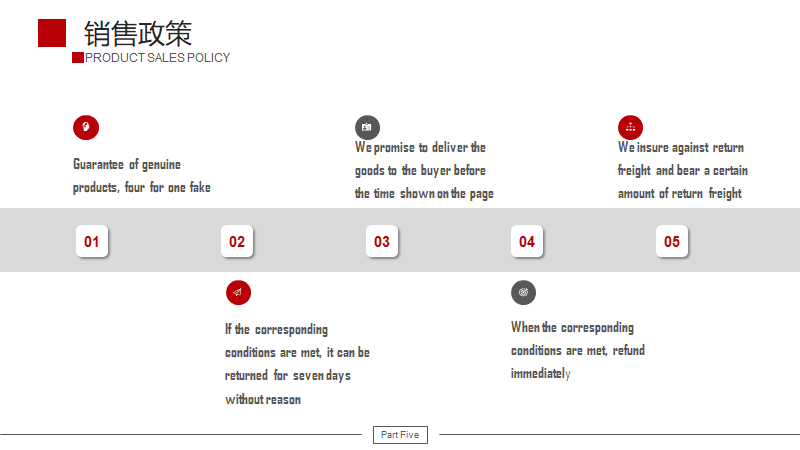 销售政策
PRODUCT SALES POLICY
Guarantee of genuine
products, four for one fake
We promise to deliver the
goods to the buyer before
the time shown on the page
We insure against return
freight and bear a certain
amount of return freight
01
02
03
04
05
If the corresponding
conditions are met, it can be
returned for seven days
without reason
When the corresponding
conditions are met, refund
immediately
Part Five